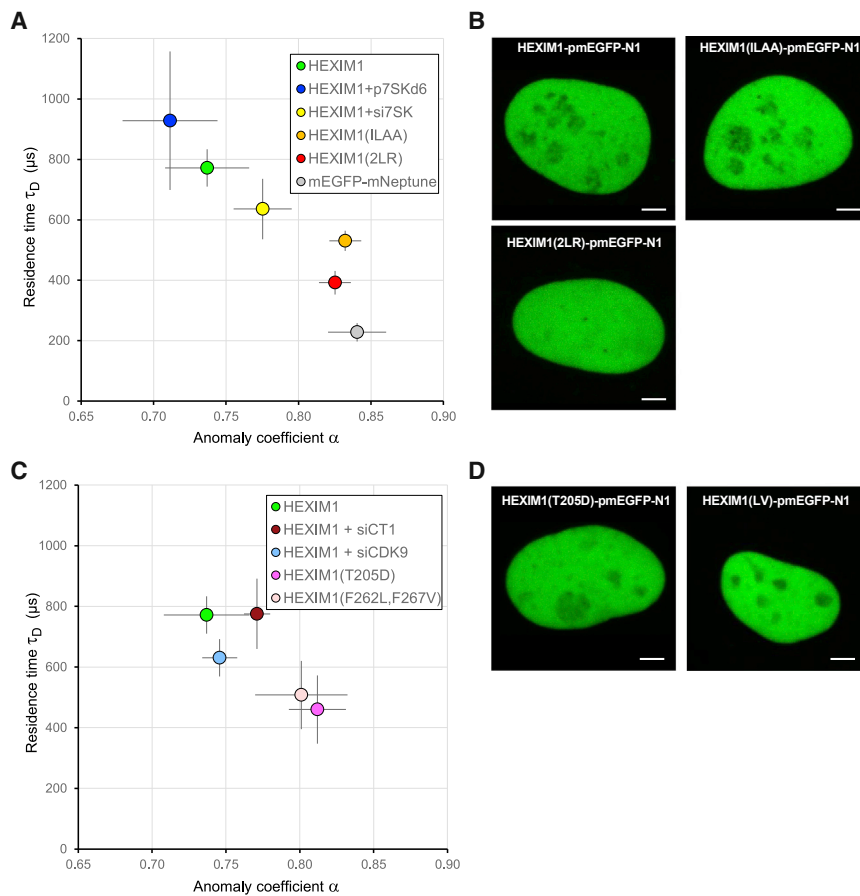 A
1200
1000
800
600
400
200
0
0.65
0.70
0.75
0.80
0.85
0.90
Residence time τD (µs)
Anomaly coefficient α
HEXIM1
HEXIM1+p7SKd6
HEXIM1+si7SK
HEXIM1(ILAA)
HEXIM1(2LR)
mEGFP-mNeptune
B
HEXIM1-pmEGFP-N1
HEXIM1(ILAA)-pmEGFP-N1
HEXIM1(2LR)-pmEGFP-N1
C
1200
1000
800
600
400
200
0
0.65
0.70
0.75
0.80
0.85
0.90
Residence time τD (µs)
Anomaly coefficient α
HEXIM1
HEXIM1 + siCT1
HEXIM1 + siCDK9
HEXIM1(T205D)
HEXIM1(F262L,F267V)
D
HEXIM1(T205D)-pmEGFP-N1
HEXIM1(LV)-pmEGFP-N1